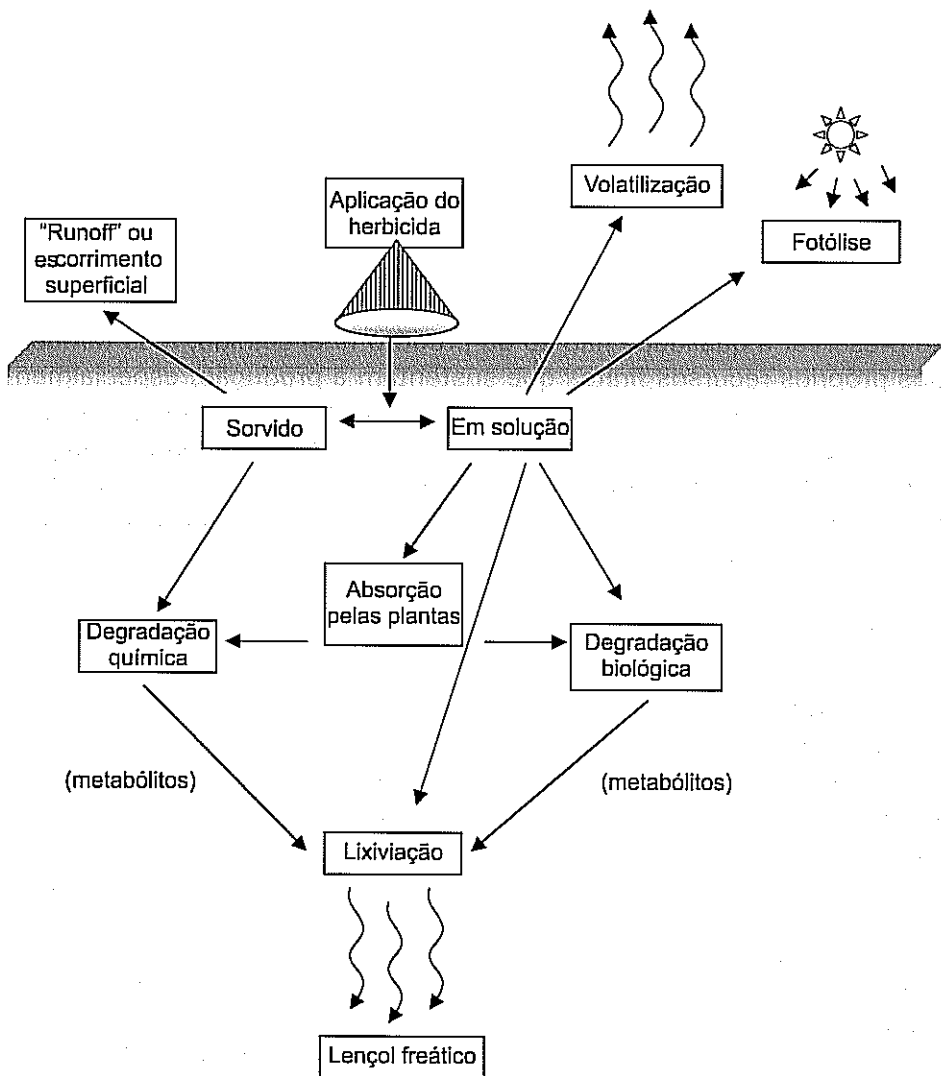 Volatilização
Aplicação do
herbicida
"Runoff" ou
escorrimento
superficial
Fotólise
Sorvido
Em solução
Absorção
pelas plantas
Degradação
química
Degradação
biológica
(metabólitos)
(metabólitos)
Lixiviação
Lençol freático